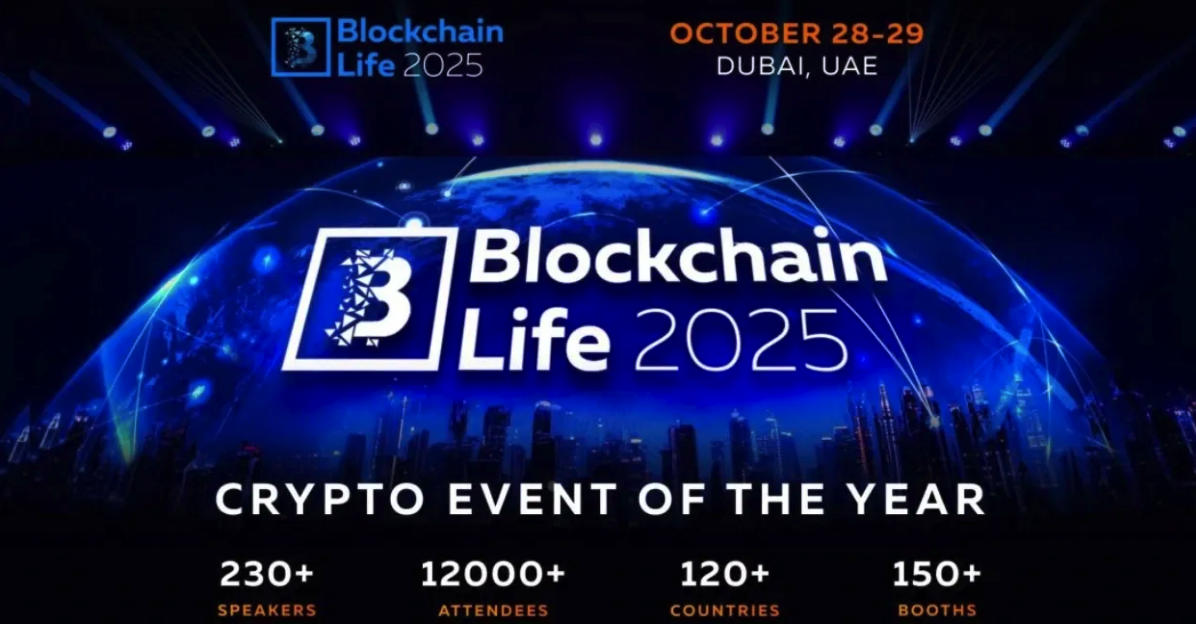 Blockchain
Life 2025
OCTOBER 28-29
DUBAI, UAE
Blockchain
Life 2025
CRYPTO EVENT OF THE YEAR
230+
SPEAKERS
12000+
ATTENDEES
120+
COUNTRIES
150+
BOOTHS